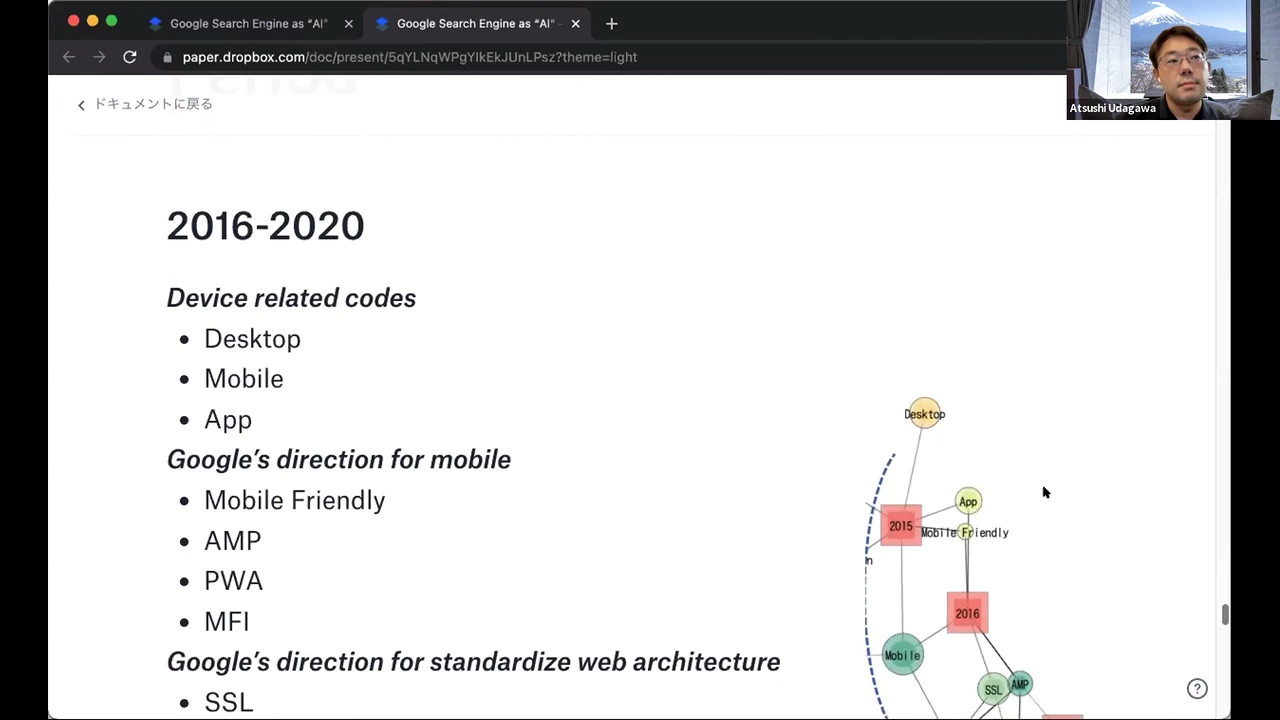 Google Search Engine as “AI”
Google Search Engine as “AI” -
paper.dropbox.com/doc/present/5qYLNqWPgYIkEkJUnLPsz?theme=light
Atsushi Udagawa
ドキュメントに戻る
2016-2020
Device related codes
Desktop
Mobile
App
Google’s direction for mobile
Mobile Friendly
AMP
PWA
MFI
Google’s direction for standardize web architecture
SSL
Desktop
App
2015
Mobile Friendly
n
2016
Mobile
SSL
AMP
?